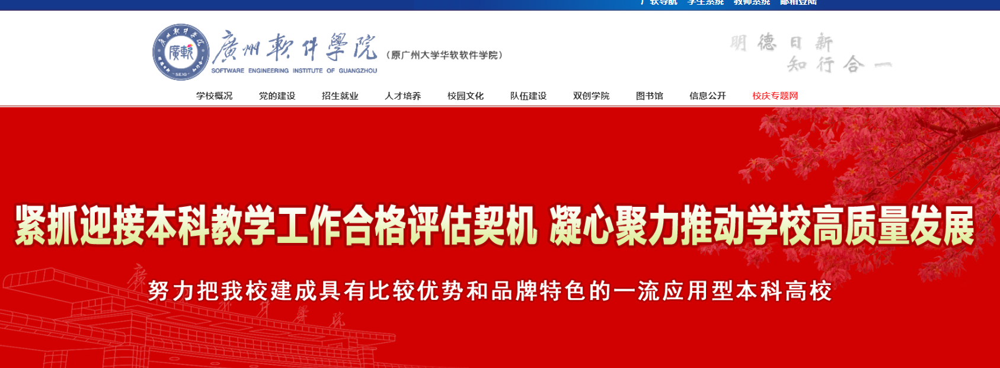 广软导航 学生系统 教师系统 邮箱登陆
廣州軟件學院 （原广州大学华软软件学院）
SOFTWARE ENGINEERING INSTITUTE OF GUANGZHOU
廣軟
SEIG
明德日新
知行合一
学校概况 党的建设 招生就业 人才培养 校园文化 队伍建设 双创学院 图书馆 信息公开 校庆专题网
紧抓迎接本科教学工作合格评估契机 凝心聚力推动学校高质量发展
努力把我校建成具有比较优势和品牌特色的一流应用型本科高校